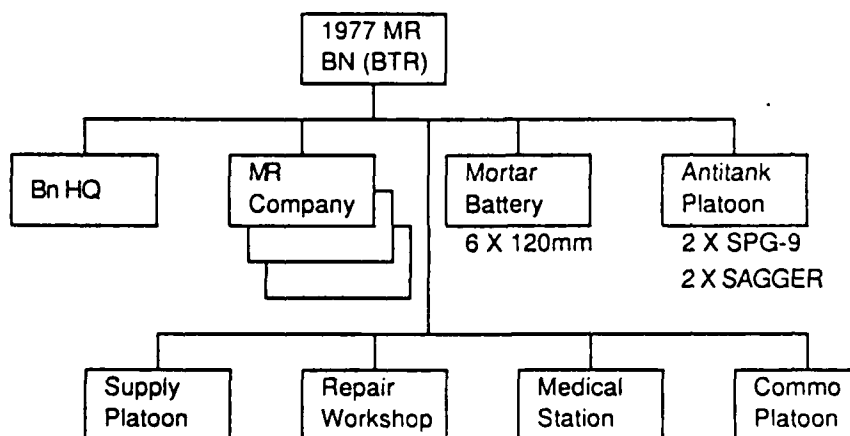 1977 MR
BN (BTR)
Bn HQ
MR
Company
Mortar
Battery
6 X 120mm
Antitank
Platoon
2 X SPG-9
2 X SAGGER
Supply
Platoon
Repair
Workshop
Medical
Station
Commo
Platoon